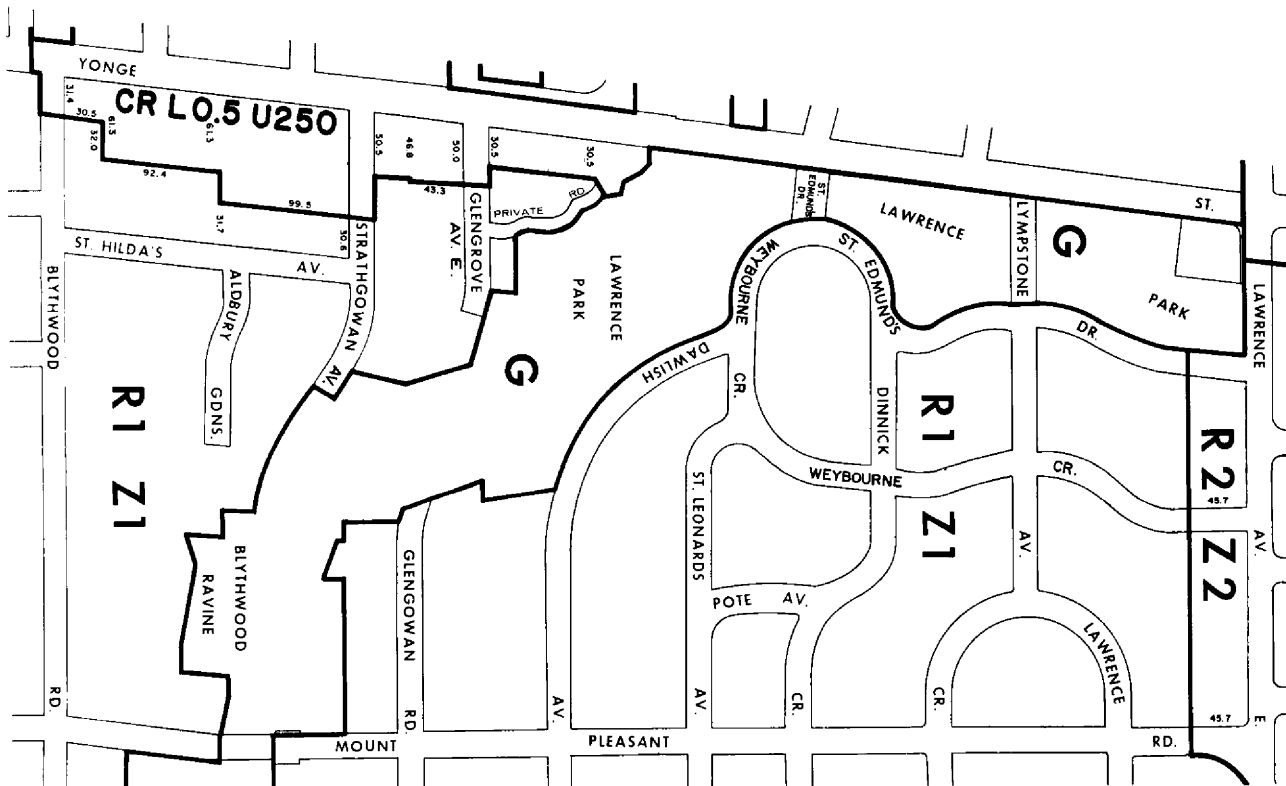 YONGE
ST.
CR L0.5 U250
31.4
30.5
61.3
32.0
61.3
92.4
99.5
31.7
30.6
50.5
46.8
50.0
43.3
30.5
30.5
PRIVATE RD.
GLENGROVE AV. E.
STRATHGOWAN AV.
ST. HILDA'S AV.
ALDBURY GDNS.
BLYTHWOOD RD.
R1 Z1
BLYTHWOOD
RAVINE
LAWRENCE
PARK
G
ST.
EDMUNDS
DR.
LAWRENCE PARK
G
LYMPSTONE AV.
WEYBOURNE CR.
ST. EDMUND'S DR.
DAWLISH AV.
DINNICK CR.
WEYBOURNE CR.
ST. LEONARDS AV.
POTE AV.
R1 Z1
LAWRENCE CR.
R2 Z2
45.7
45.7
LAWRENCE AV. E.
GLENGOWAN RD.
MOUNT PLEASANT RD.